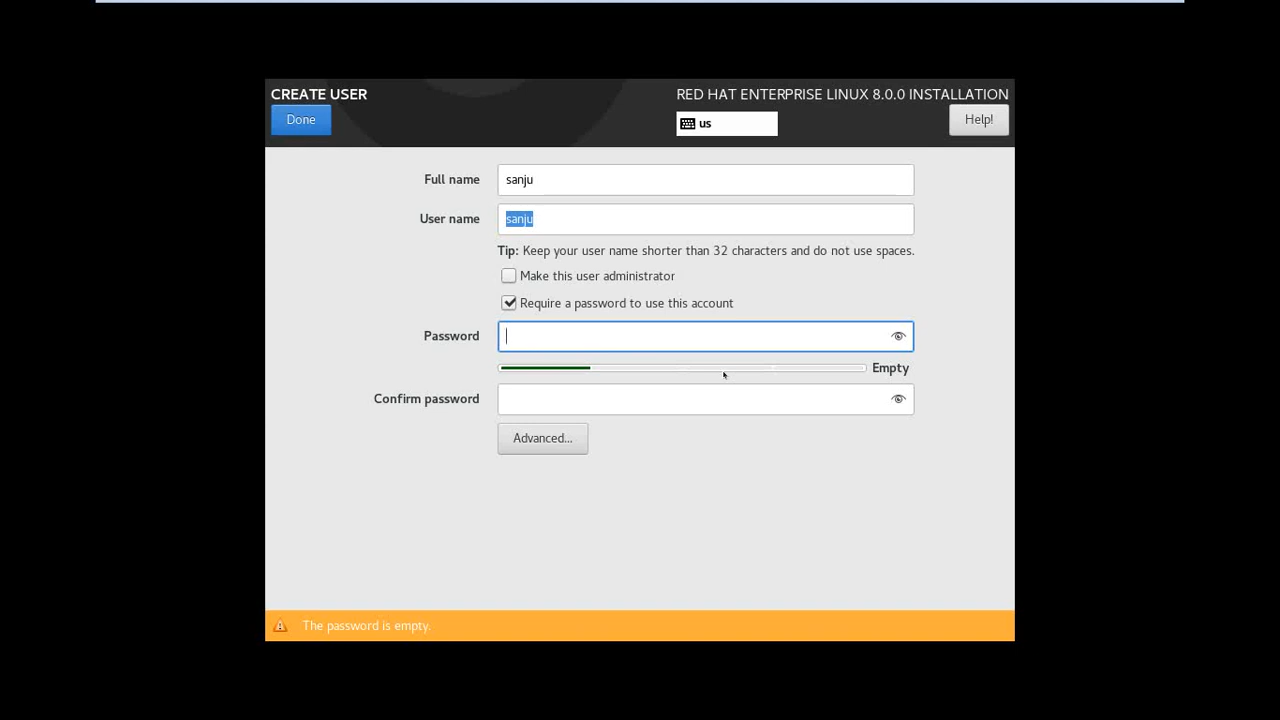 CREATE USER
RED HAT ENTERPRISE LINUX 8.0.0 INSTALLATION
Done
us
Help!
Full name
sanju
User name
sanju
Tip: Keep your user name shorter than 32 characters and do not use spaces.
Make this user administrator
Require a password to use this account
Password
Empty
Confirm password
Advanced...
The password is empty.